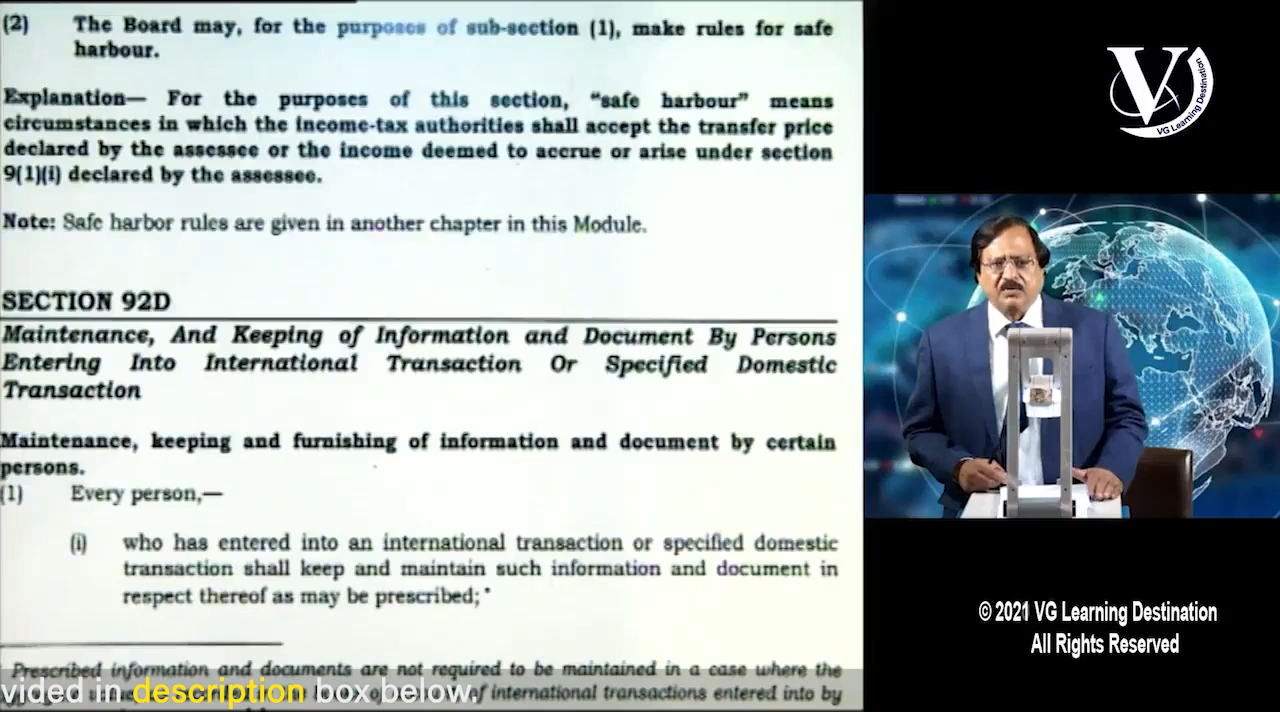 (2) The Board may, for the purposes of sub-section (1), make rules for safe
harbour.
Explanation— For the purposes of this section, “safe harbour” means
circumstances in which the income-tax authorities shall accept the transfer price
declared by the assessee or the income deemed to accrue or arise under section
9(1)(i) declared by the assessee.
Note: Safe harbor rules are given in another chapter in this Module.
SECTION 92D
Maintenance, And Keeping of Information and Document By Persons
Entering Into International Transaction Or Specified Domestic
Transaction
Maintenance, keeping and furnishing of information and document by certain
persons.
(1) Every person,—
(i) who has entered into an international transaction or specified domestic
transaction shall keep and maintain such information and document in
respect thereof as may be prescribed;*
Prescribed information and documents are not required to be maintained in a case where the
of international transactions entered into by
vided in description box below.
V
VG Learning Destination
© 2021 VG Learning Destination
All Rights Reserved